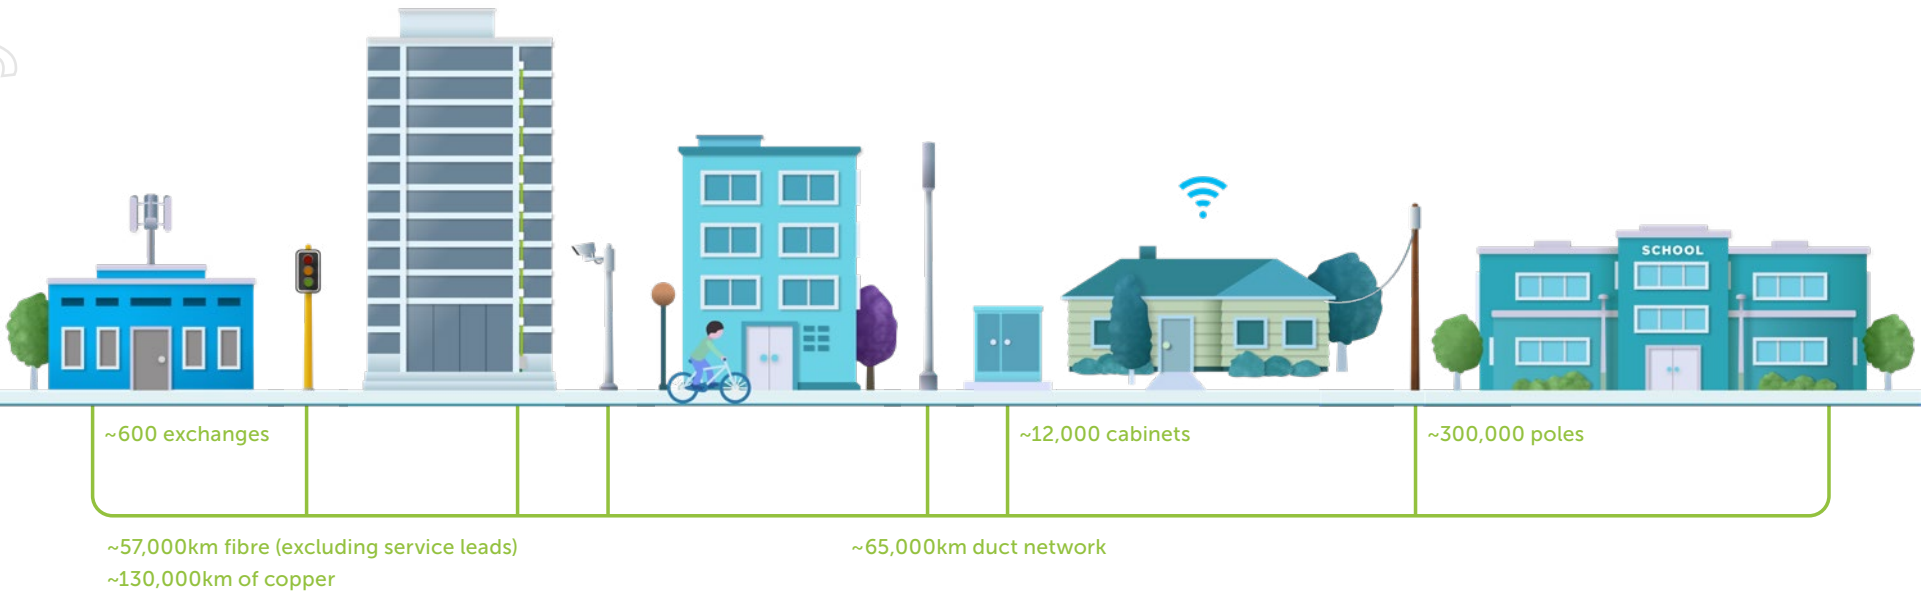 SCHOOL
~600 exchanges
~12,000 cabinets
~300,000 poles
~57,000km fibre (excluding service leads)
~65,000km duct network
~130,000km of copper